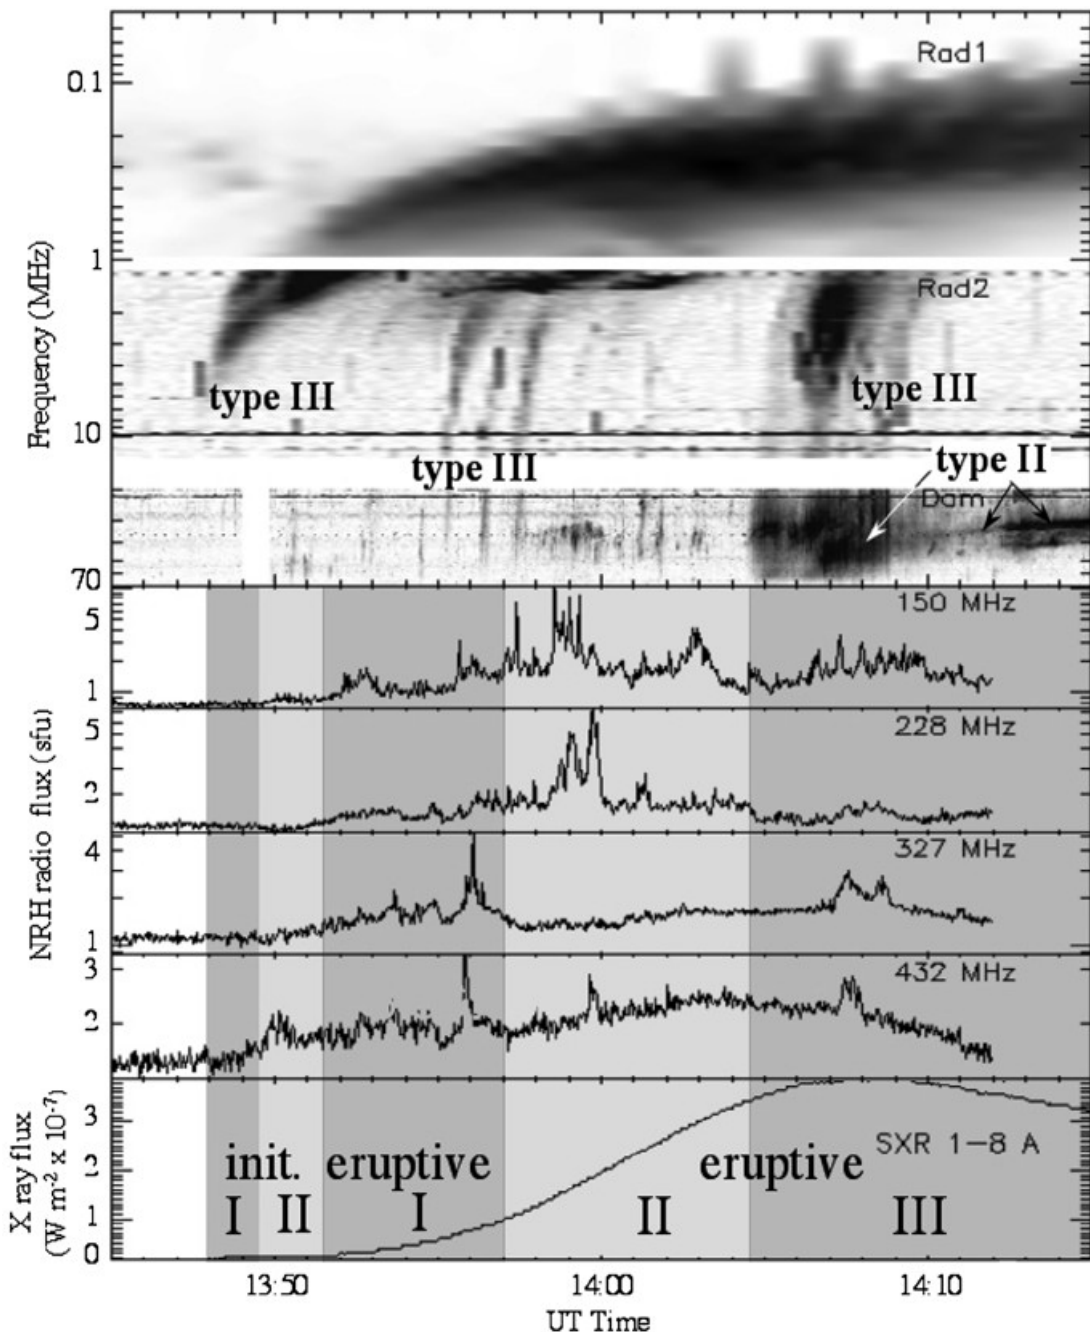 Rad1
0.1
1
Rad2
type III
type III
10
type III
type II
Dam
70
Frequency (MHz)
150 MHz
5
1
228 MHz
5
2
327 MHz
4
1
432 MHz
3
2
NRH radio flux (sfu)
SXR 1-8 A
3
2
1
0
X ray flux
(W m-2 x 10-7)
init. eruptive eruptive
I II I II III
13:50 14:00 14:10
UT Time